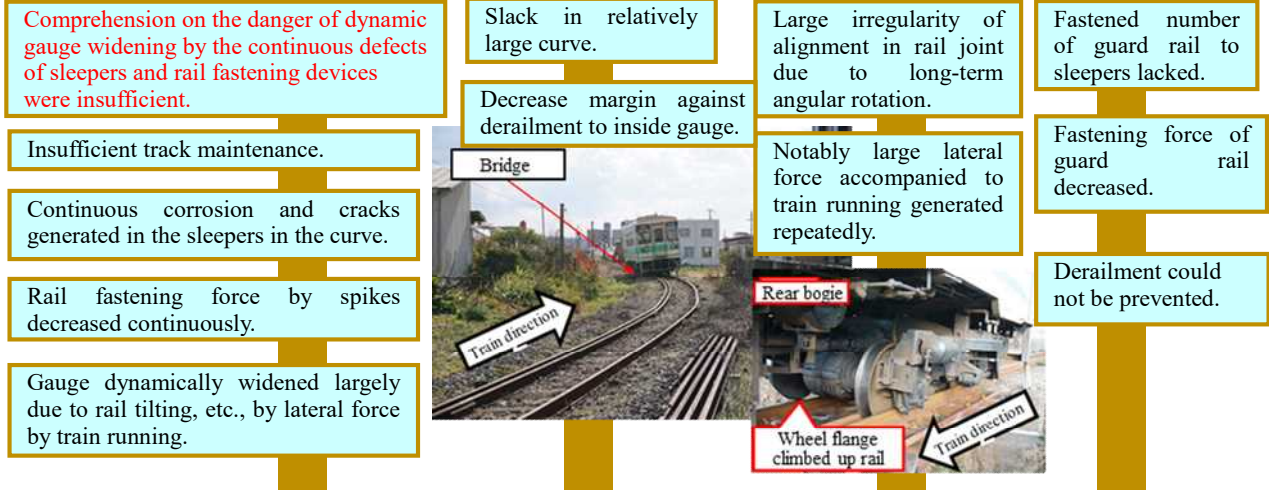 Comprehension on the danger of dynamic
gauge widening by the continuous defects
of sleepers and rail fastening devices
were insufficient.
Insufficient track maintenance.
Continuous corrosion and cracks
generated in the sleepers in the curve.
Rail fastening force by spikes
decreased continuously.
Gauge dynamically widened largely
due to rail tilting, etc., by lateral force
by train running.
Slack in relatively
large curve.
Decrease margin against
derailment to inside gauge.
Bridge
Train direction
Large irregularity of
alignment in rail joint
due to long-term
angular rotation.
Notably large lateral
force accompanied to
train running generated
repeatedly.
Rear bogie
Train direction
Wheel flange
climbed up rail
Fastened number
of guard rail to
sleepers lacked.
Fastening force of
guard rail
decreased.
Derailment could
not be prevented.